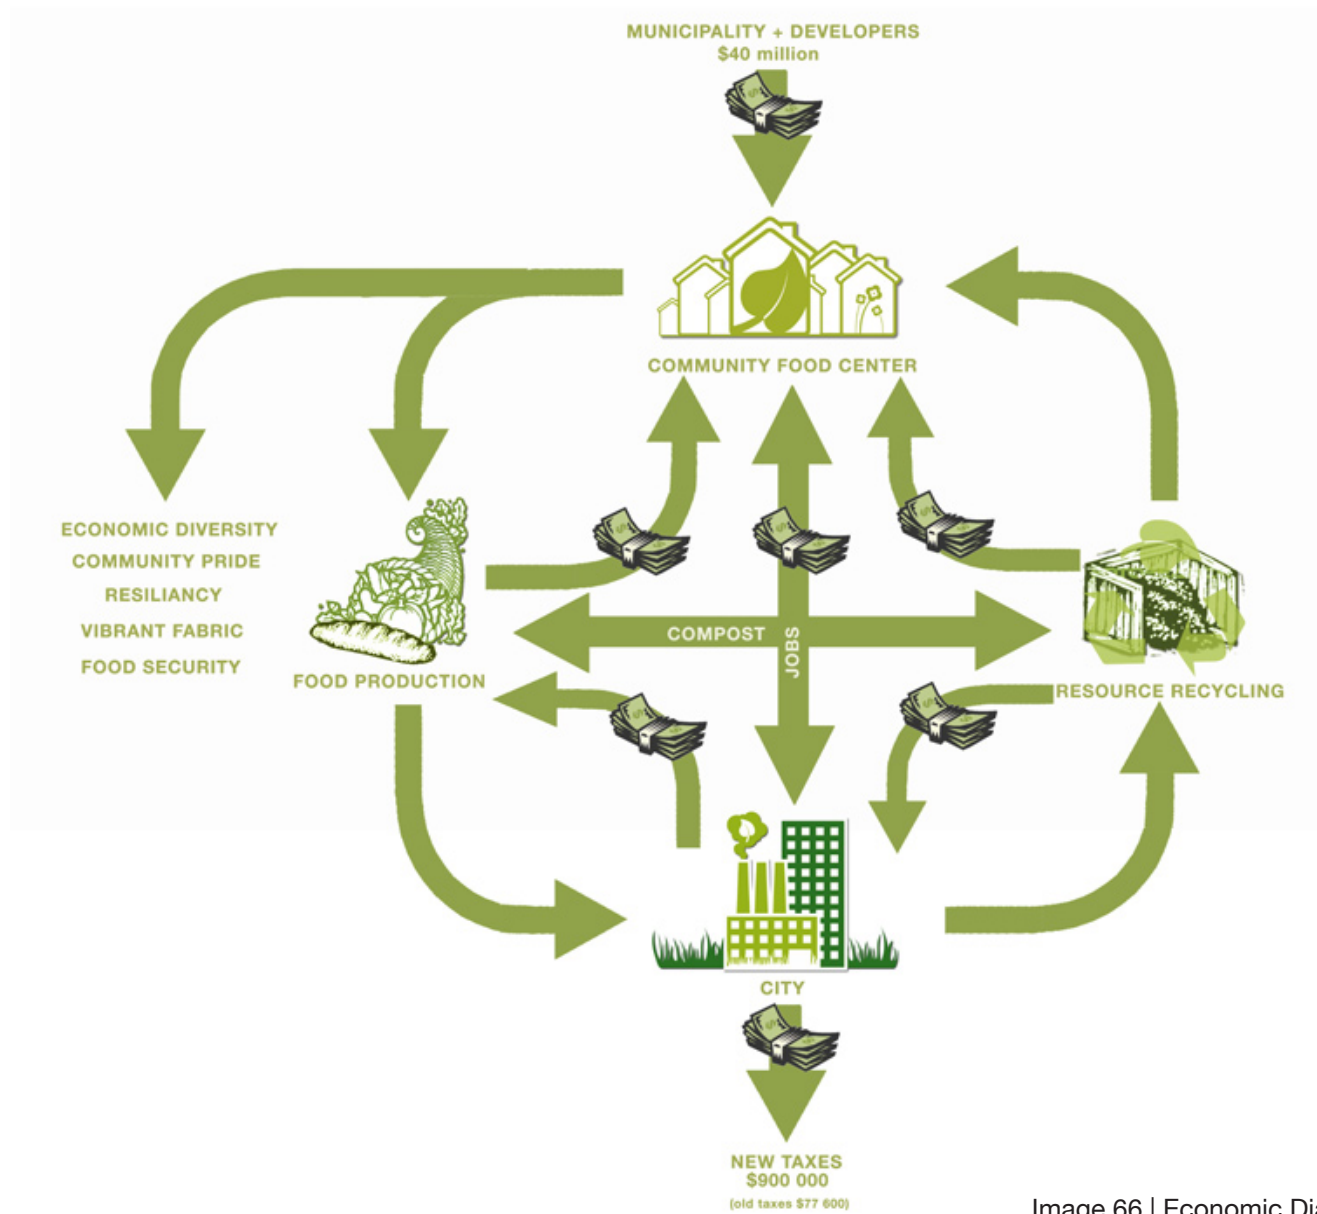 MUNICIPALITY + DEVELOPERS
$40 million
COMMUNITY FOOD CENTER
ECONOMIC DIVERSITY
COMMUNITY PRIDE
RESILIANCY
VIBRANT FABRIC
FOOD SECURITY
FOOD PRODUCTION
COMPOST
JOBS
RESOURCE RECYCLING
CITY
NEW TAXES
$900 000
(old taxes $77 600)
Image 66 | Economic Dia